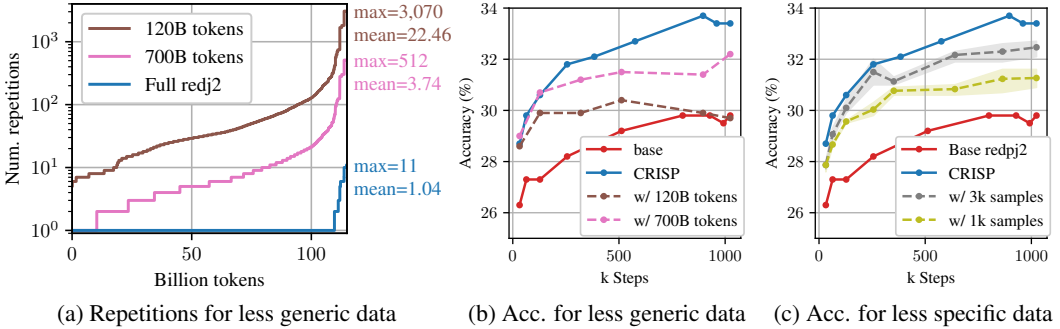 Num. repetitions
10³
10²
10¹
10⁰
120B tokens
700B tokens
Full redj2
max=3,070
mean=22.46
max=512
mean=3.74
max=11
mean=1.04
0
50
100
Billion tokens
(a) Repetitions for less generic data
Accuracy (%)
34
32
30
28
26
base
CRISP
w/ 120B tokens
w/ 700B tokens
0
500
1000
k Steps
(b) Acc. for less generic data
Accuracy (%)
34
32
30
28
26
Base redpj2
CRISP
w/ 3k samples
w/ 1k samples
0
500
1000
k Steps
(c) Acc. for less specific data